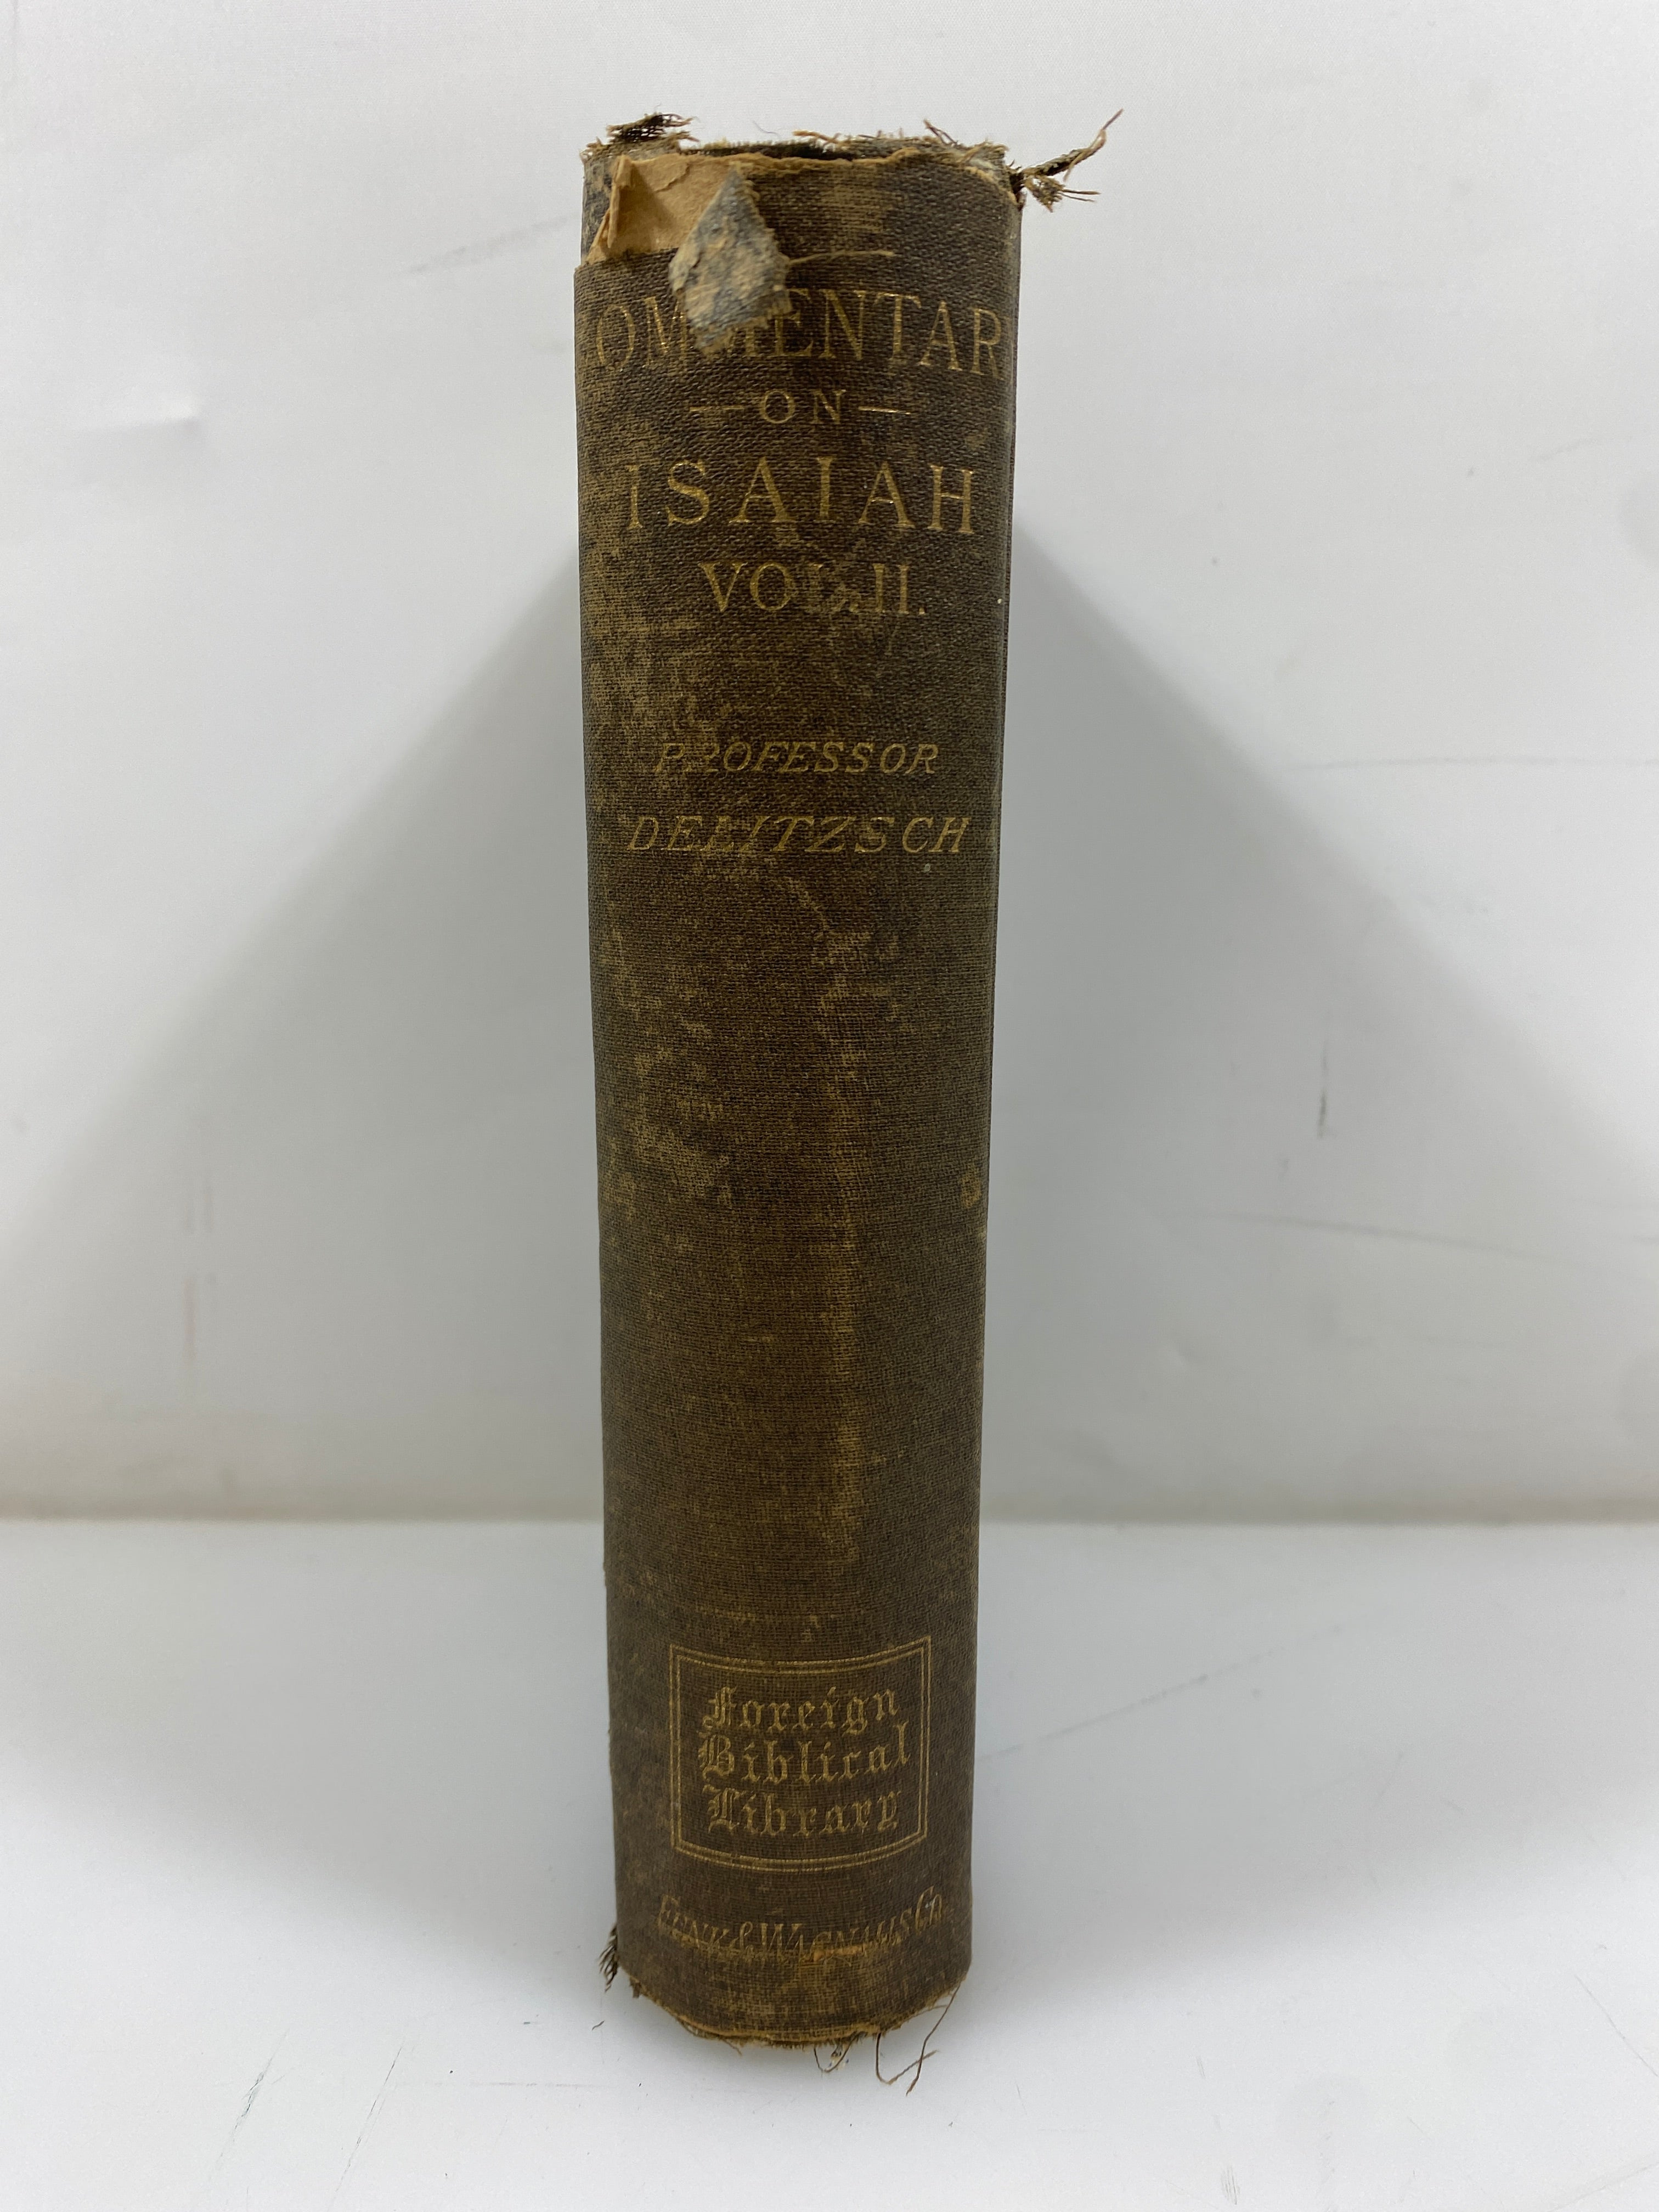 COMMENTARY
—ON—
ISAIAH
VOL. II.
PROFESSOR
DELITZSCH
Foreign
Biblical
Library
FUNK & WAGNALLS CO.